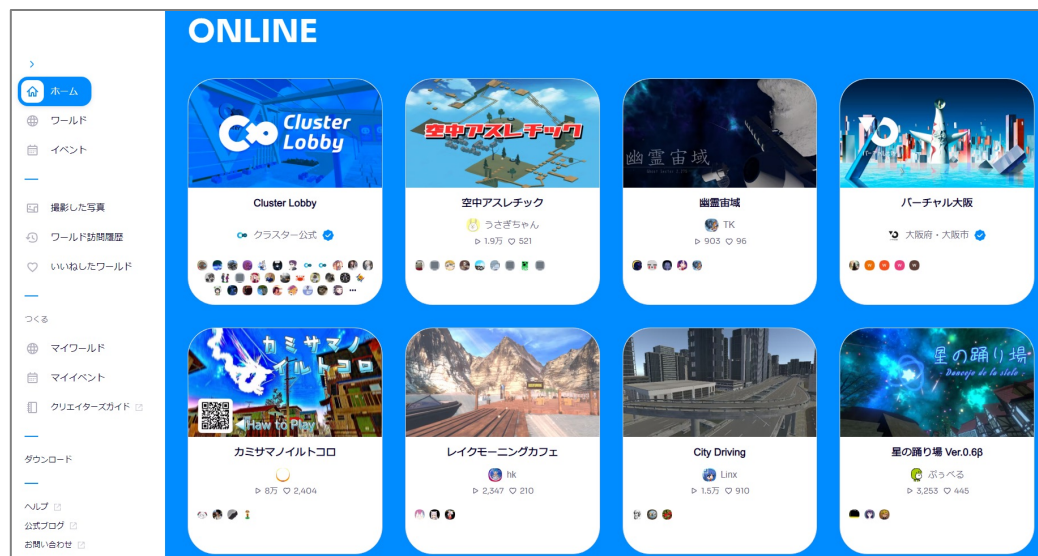 ONLINE
ホーム
ワールド
イベント
撮影した写真
ワールド訪問履歴
いいねしたワールド
つくる
マイワールド
マイイベント
クリエイターズガイド
ダウンロード
ヘルプ
公式ブログ
お問い合わせ
Cluster
Lobby
Cluster Lobby
クラスター公式
空中アスレチック
空中アスレチック
うさぎちゃん
1.9万 521
幽霊宙域
幽霊宙域
TK
903 96
バーチャル大阪
大阪府・大阪市
カミサマノ
イルトコロ
Haw to Play
カミサマノイルトコロ
8万 2,404
レイクモーニングカフェ
hk
2,347 210
City Driving
Linx
1.5万 910
星の踊り場
Dancejo de la stelo
星の踊り場 Ver.0.6β
ぷぅぺる
3,253 445